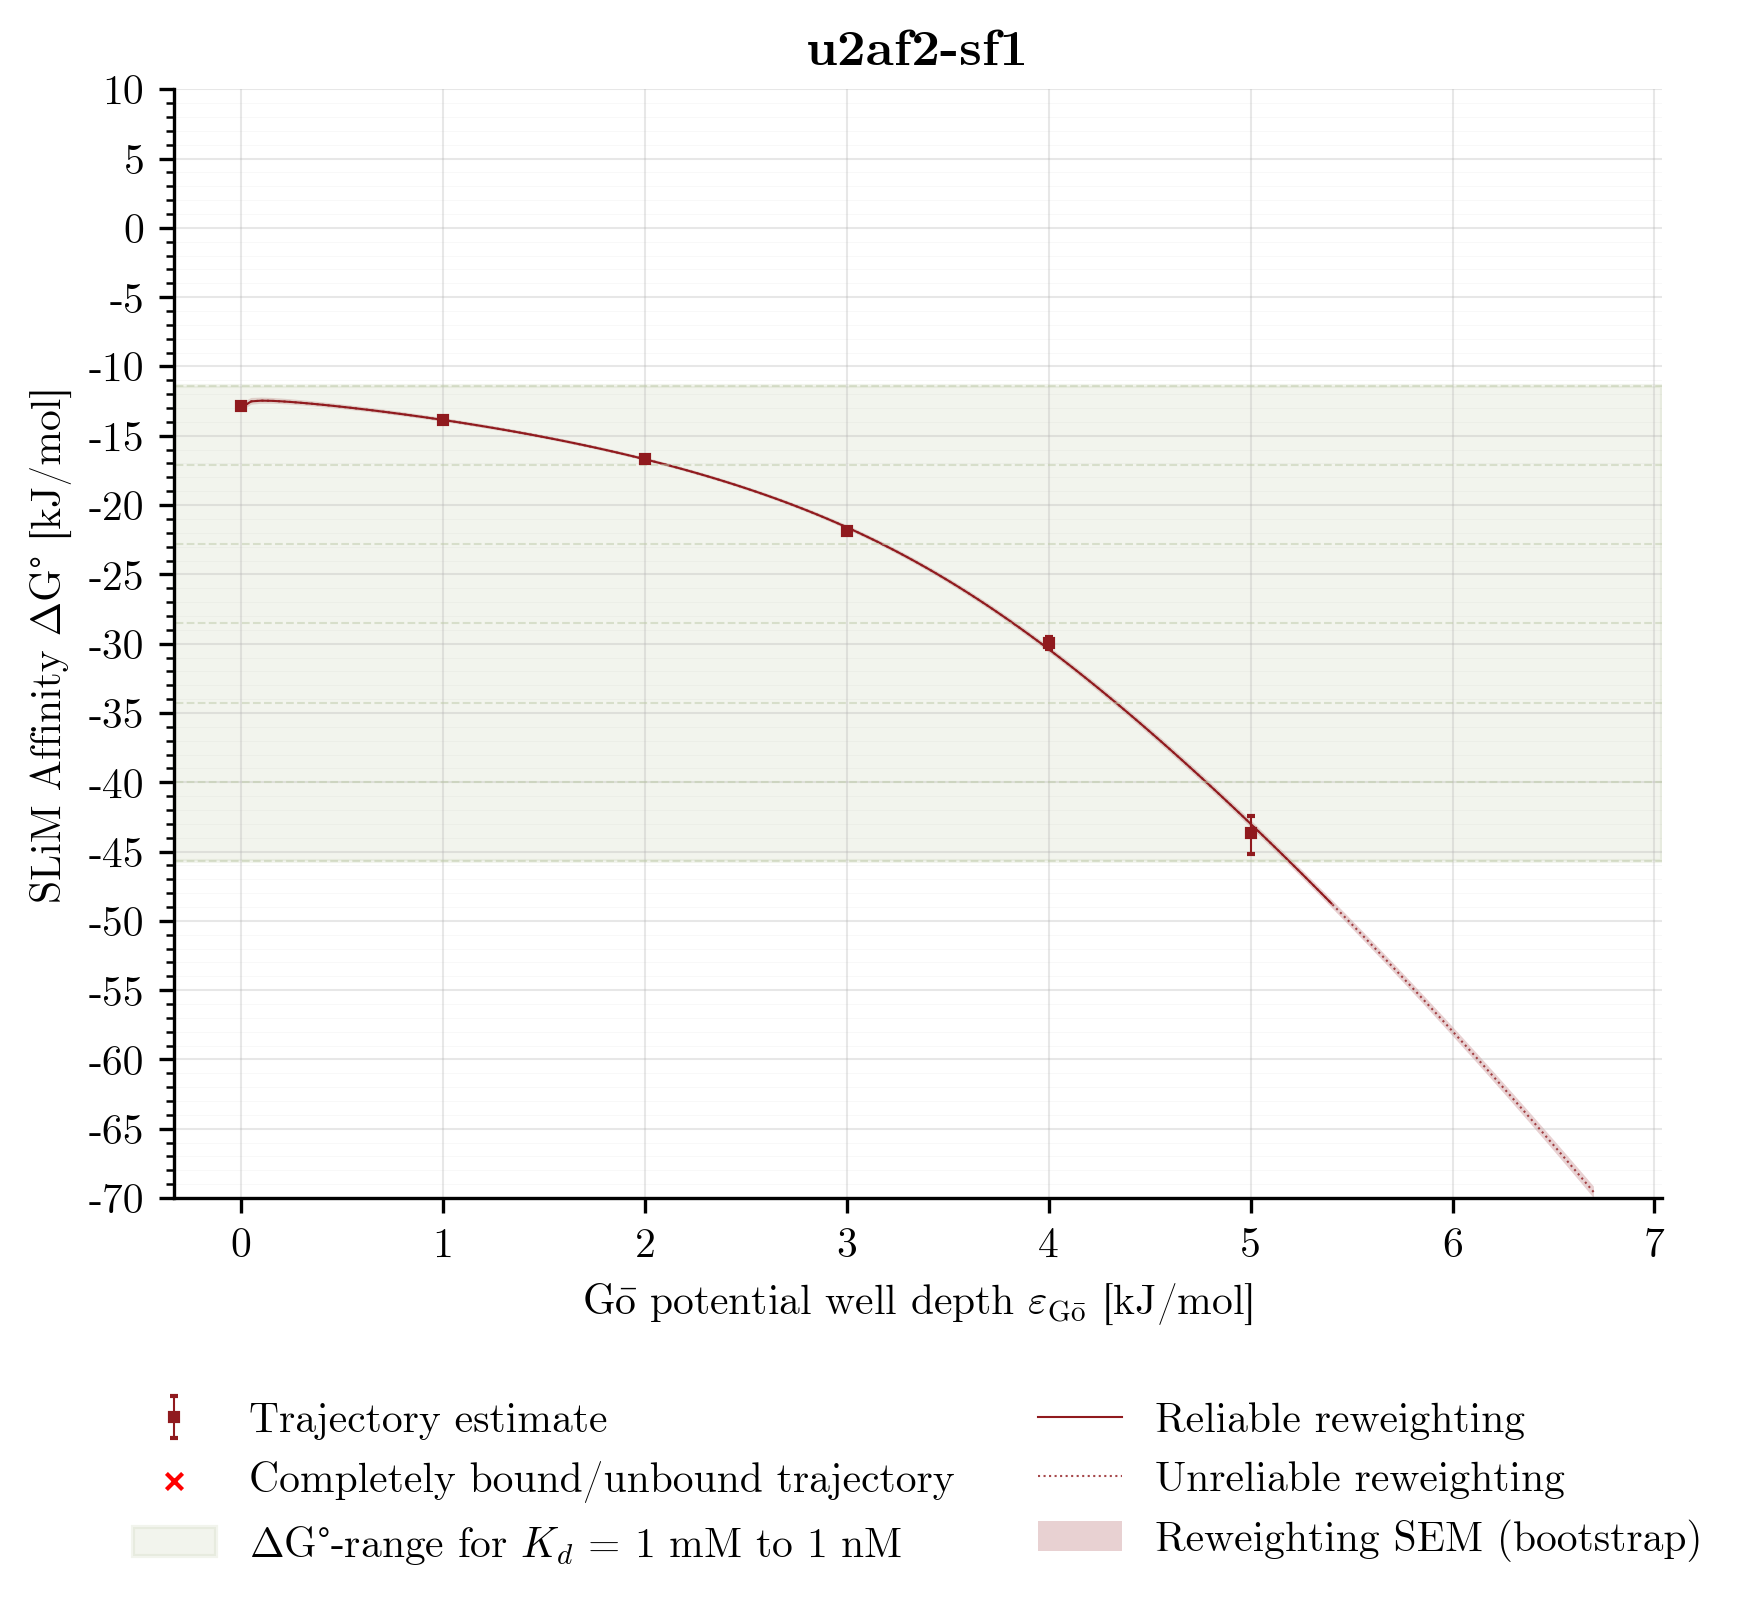 u2af2-sf1
10
5
0
-5
-10
-15
-20
-25
-30
-35
-40
-45
-50
-55
-60
-65
-70
SLiM Affinity ΔG° [kJ/mol]
0 1 2 3 4 5 6 7
Gō potential well depth ε_Gō [kJ/mol]
Trajectory estimate
Completely bound/unbound trajectory
ΔG°-range for K_d = 1 mM to 1 nM
Reliable reweighting
Unreliable reweighting
Reweighting SEM (bootstrap)